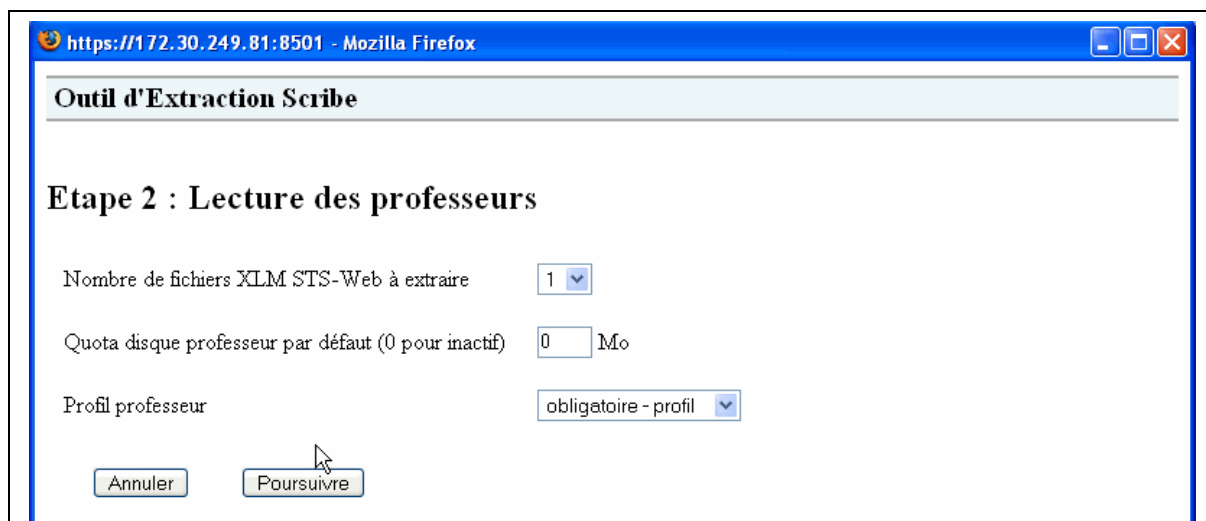 https://172.30.249.81:8501 - Mozilla Firefox
Outil d'Extraction Scribe
Etape 2 : Lecture des professeurs
Nombre de fichiers XLM STS-Web à extraire 1
Quota disque professeur par défaut (0 pour inactif) 0 Mo
Profil professeur obligatoire - profil
Annuler Poursuivre